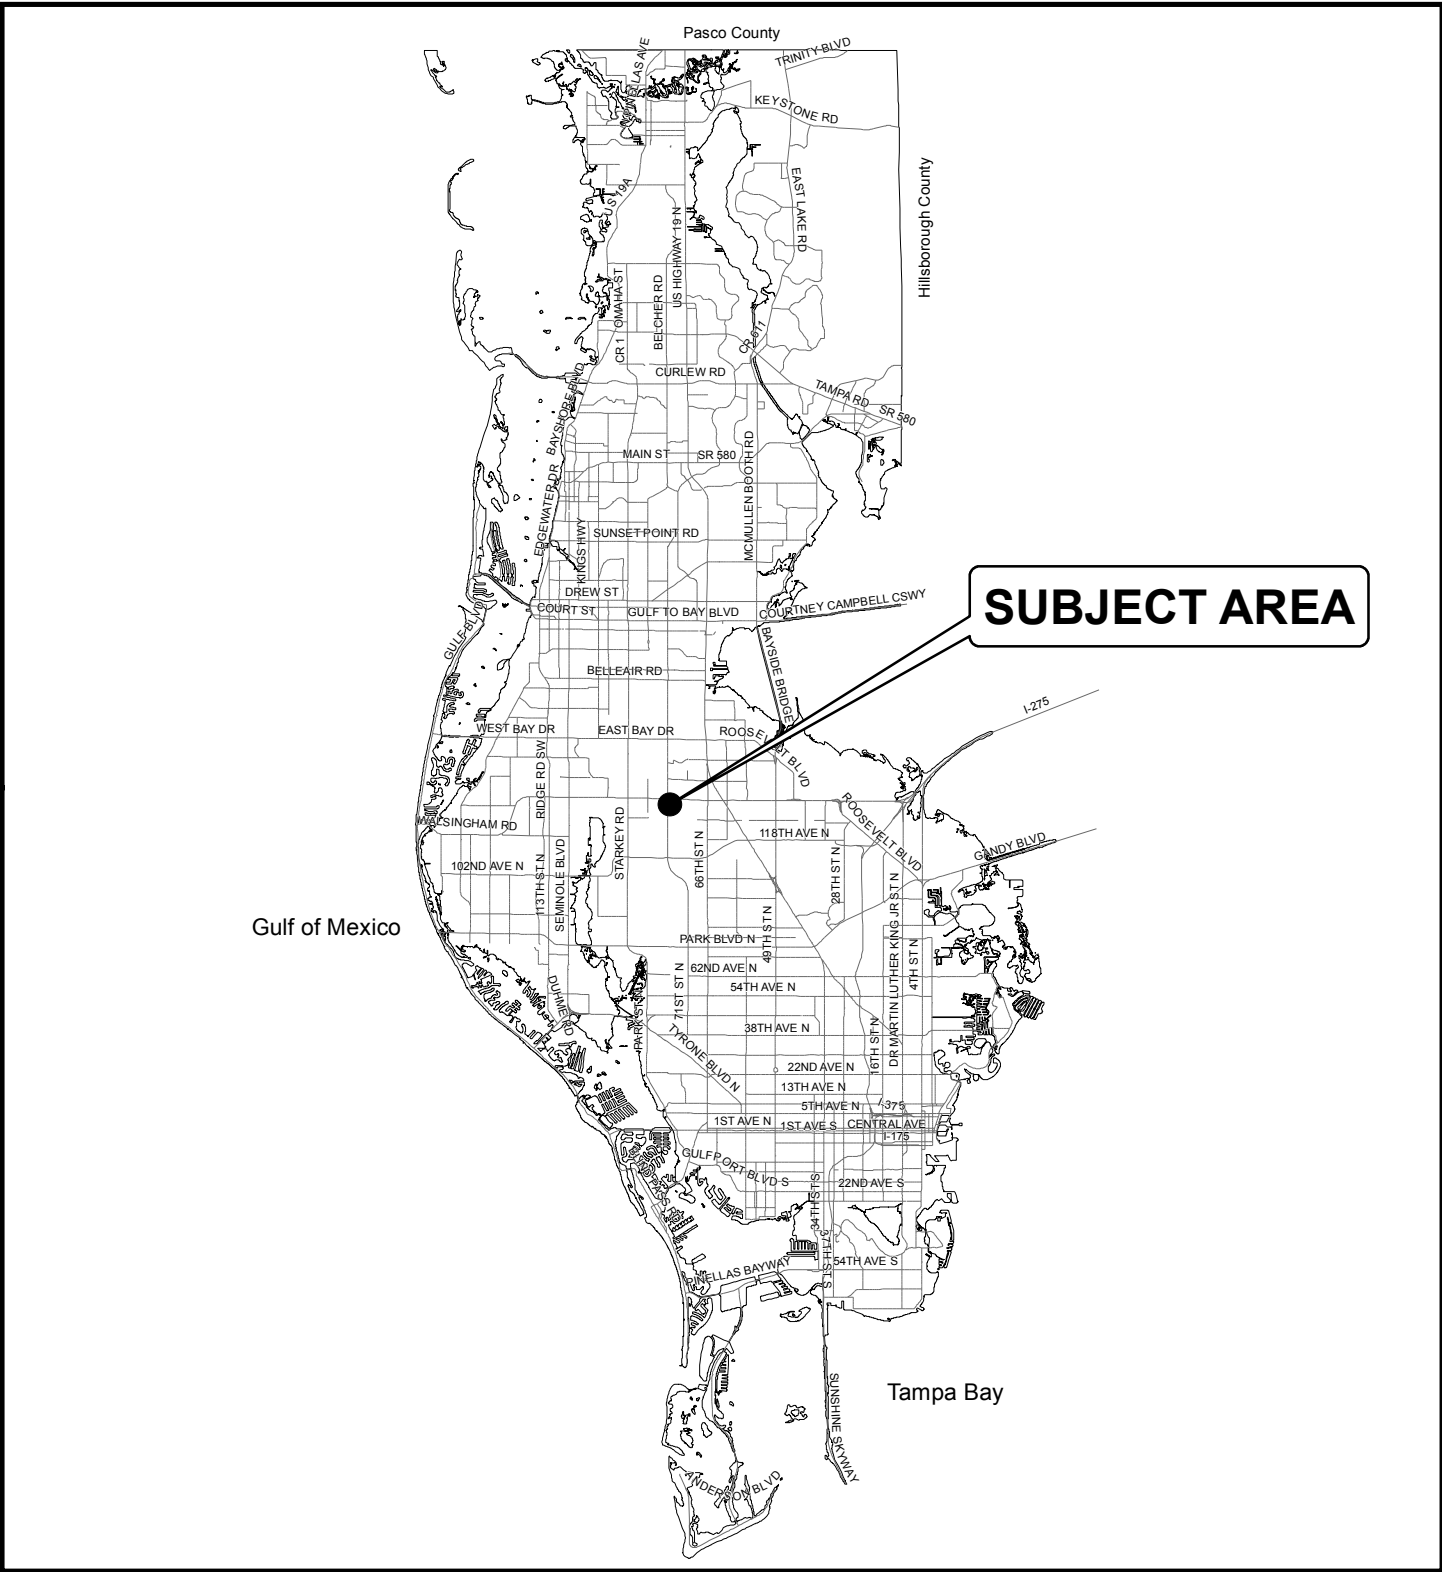 Pasco County
PINELLAS AVE
TRINITY BLVD
KEYSTONE RD
Hillsborough County
EAST LAKE RD
US 19A
US HIGHWAY 19 N
OMAHA ST
CR 1
BELCHER RD
CR 611
CURLEW RD
TAMPA RD
SR 580
BAYSHORE BLVD
MAIN ST
SR 580
MCMULLEN BOOTH RD
EDGEWATER DR
KINGS HWY
SUNSET POINT RD
DREW ST
COURT ST
GULF TO BAY BLVD
COURTNEY CAMPBELL CSWY
SUBJECT AREA
GULF BLVD
BAYSIDE BRIDGE
BELLEAIR RD
I-275
WEST BAY DR
EAST BAY DR
ROOSEVELT BLVD
RIDGE RD SW
WALSINGHAM RD
STARKEY RD
118TH AVE N
ROOSEVELT BLVD
GANDY BLVD
66TH ST N
102ND AVE N
113TH ST N
SEMINOLE BLVD
28TH ST N
DR MARTIN LUTHER KING JR ST N
Gulf of Mexico
49TH ST N
PARK BLVD N
4TH ST N
62ND AVE N
71ST ST N
54TH AVE N
DUHME RD
PARK ST N
TYRONE BLVD N
38TH AVE N
16TH ST N
22ND AVE N
13TH AVE N
5TH AVE N
I-375
1ST AVE N
1ST AVE S
CENTRAL AVE
I-175
GULFPORT BLVD S
22ND AVE S
34TH ST S
37TH ST S
54TH AVE S
PINELLAS BAYWAY
SUNSHINE SKYWAY
Tampa Bay
ANDERSON BLVD